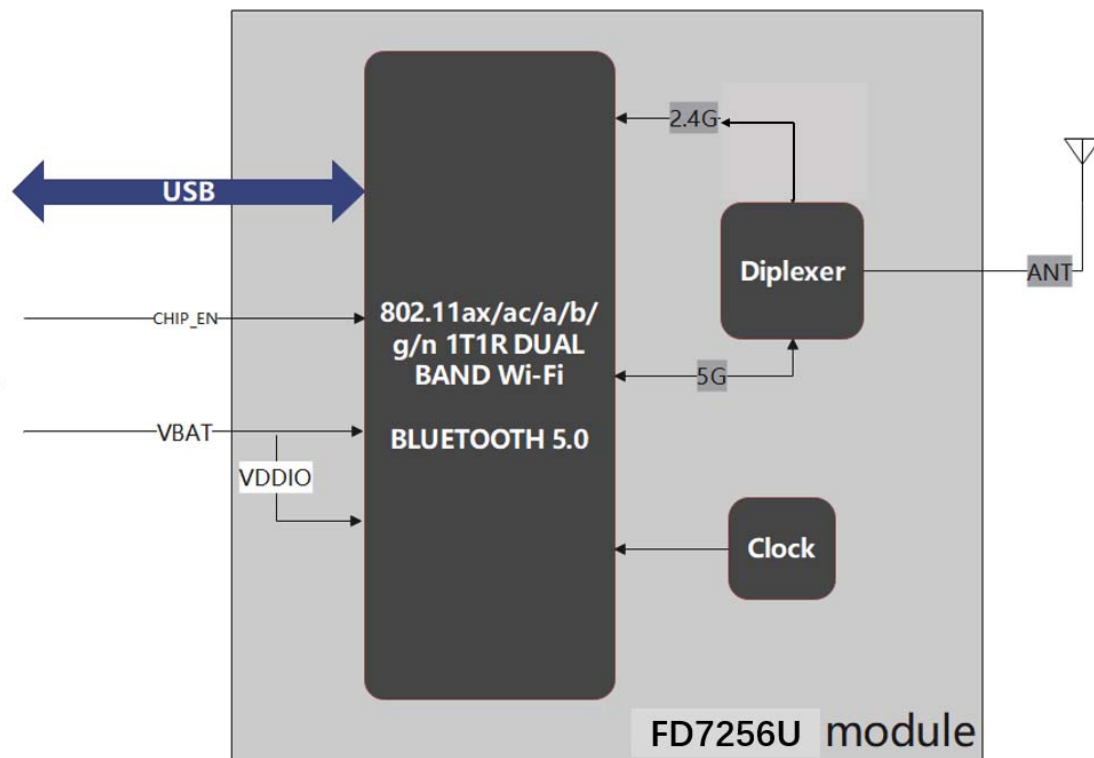 2.4G
USB
Diplexer
ANT
CHIP_EN
802.11ax/ac/a/b/
g/n 1T1R DUAL
BAND Wi-Fi
5G
VBAT
BLUETOOTH 5.0
VDDIO
Clock
FD7256U module